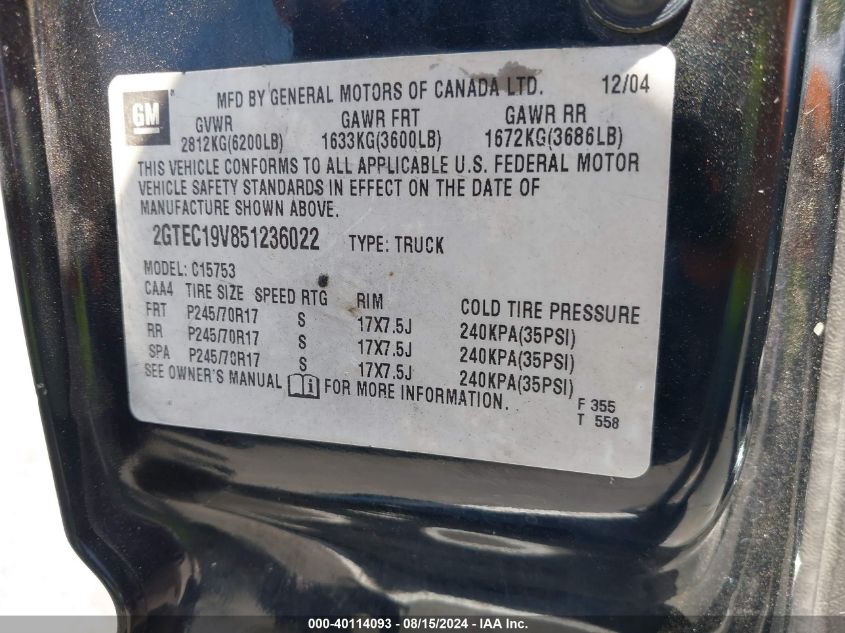 GM
MFD BY GENERAL MOTORS OF CANADA LTD. 12/04
GVWR GAWR FRT GAWR RR
2812KG(6200LB) 1633KG(3600LB) 1672KG(3686LB)
THIS VEHICLE CONFORMS TO ALL APPLICABLE U.S. FEDERAL MOTOR
VEHICLE SAFETY STANDARDS IN EFFECT ON THE DATE OF
MANUFACTURE SHOWN ABOVE.
2GTEC19V851236022 TYPE: TRUCK
MODEL: C15753
CAA4 TIRE SIZE SPEED RTG RIM COLD TIRE PRESSURE
FRT P245/70R17 S 17X7.5J 240KPA(35PSI)
RR P245/70R17 S 17X7.5J 240KPA(35PSI)
SPA P245/70R17 S 17X7.5J 240KPA(35PSI)
SEE OWNER'S MANUAL FOR MORE INFORMATION.
F 355
T 558
000-40114093 - 08/15/2024 - IAA Inc.